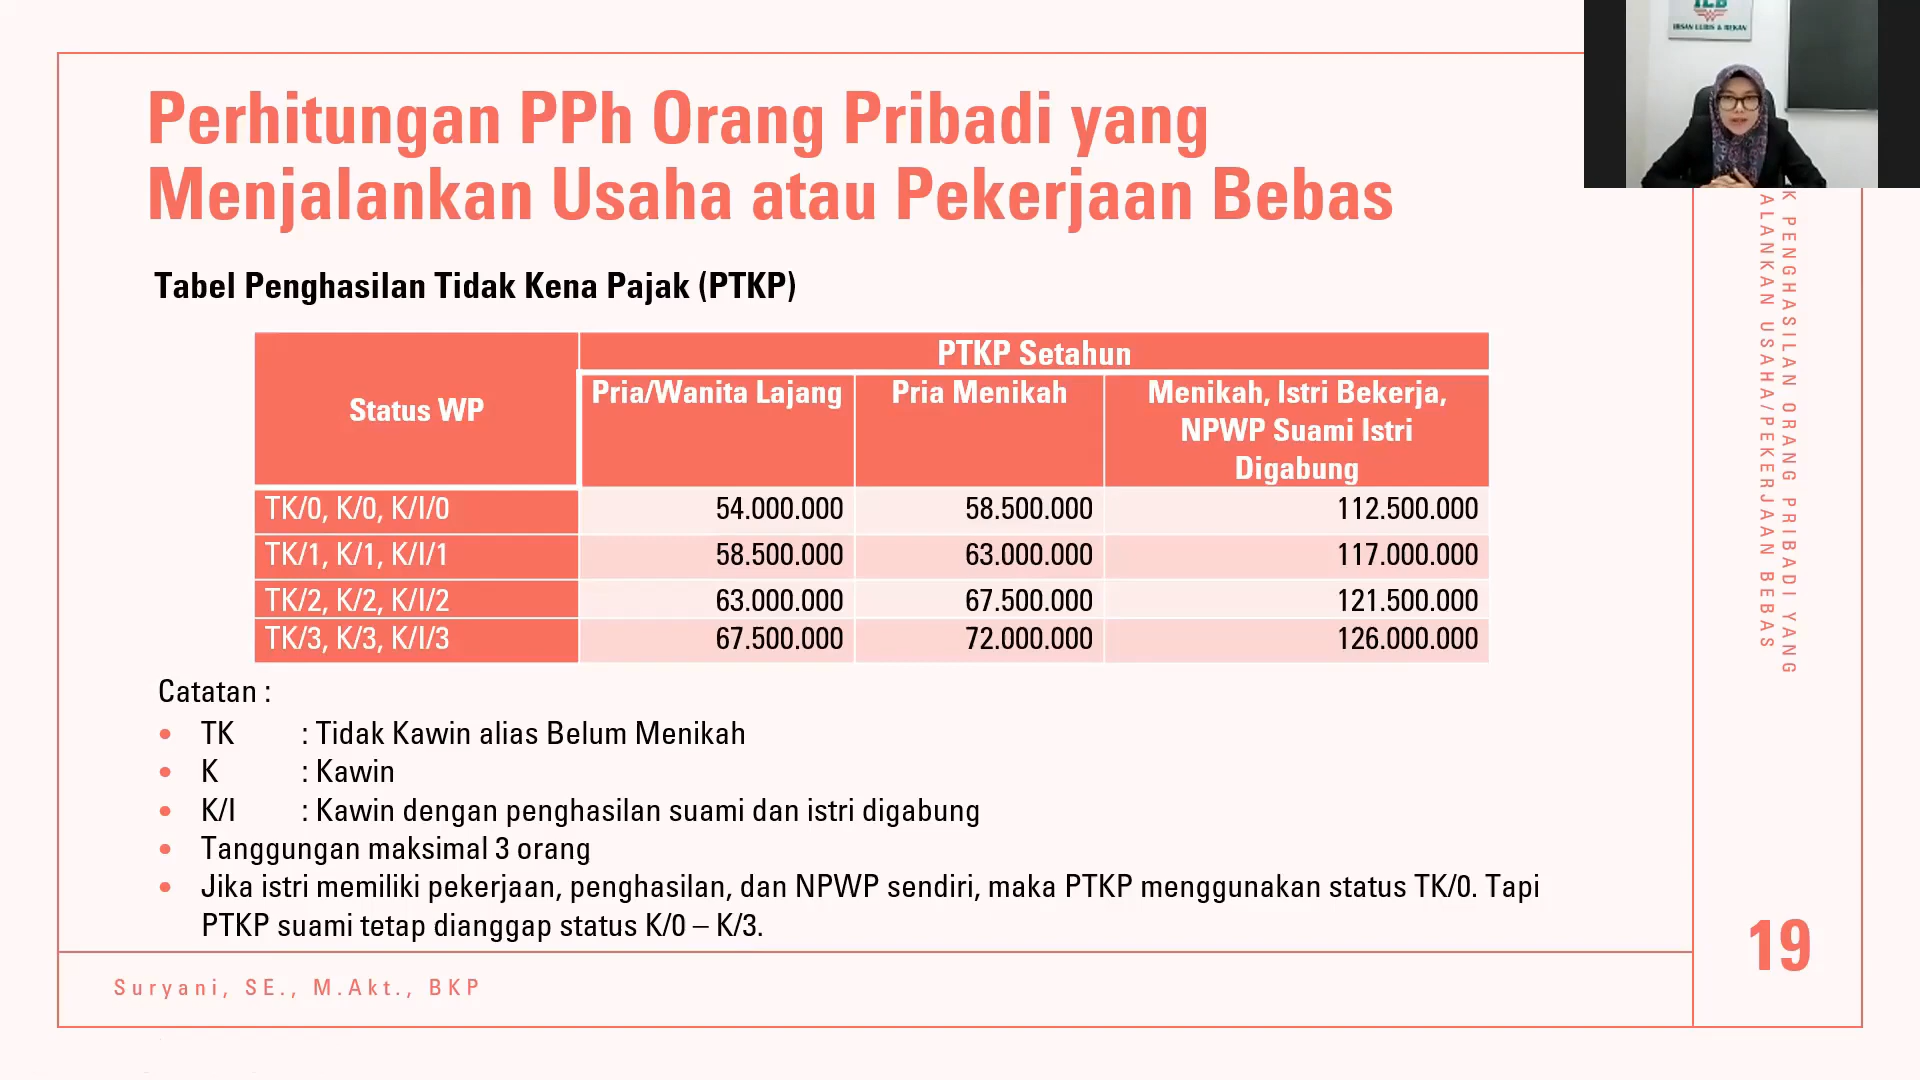 Perhitungan PPh Orang Pribadi yang
Menjalankan Usaha atau Pekerjaan Bebas
Tabel Penghasilan Tidak Kena Pajak (PTKP)
Status WP
PTKP Setahun
Pria/Wanita Lajang
Pria Menikah
Menikah, Istri Bekerja,
NPWP Suami Istri
Digabung
TK/0, K/0, K/I/0 54.000.000 58.500.000 112.500.000
TK/1, K/1, K/I/1 58.500.000 63.000.000 117.000.000
TK/2, K/2, K/I/2 63.000.000 67.500.000 121.500.000
TK/3, K/3, K/I/3 67.500.000 72.000.000 126.000.000
Catatan :
• TK : Tidak Kawin alias Belum Menikah
• K : Kawin
• K/I : Kawin dengan penghasilan suami dan istri digabung
• Tanggungan maksimal 3 orang
• Jika istri memiliki pekerjaan, penghasilan, dan NPWP sendiri, maka PTKP menggunakan status TK/0. Tapi
PTKP suami tetap dianggap status K/0 – K/3.
Suryani, SE., M.Akt., BKP
K PENGHASILAN ORANG PRIBADI YANG
ALANKAN USAHA/PEKERJAAN BEBAS
19
IHSAN LUBIS & REKAN